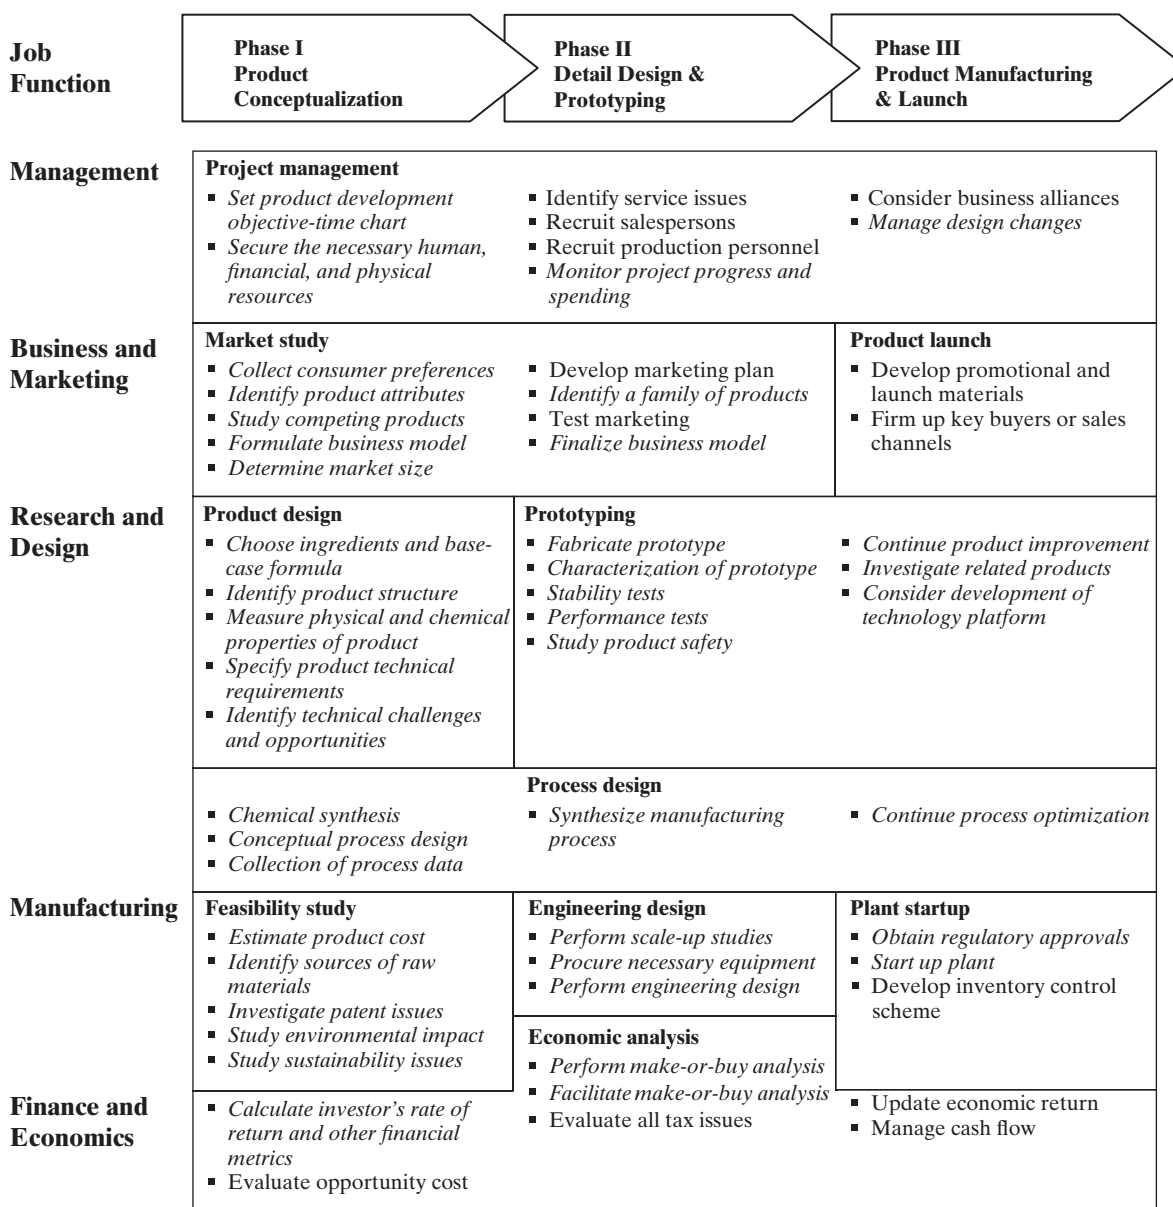 Job
Function
Phase I
Product
Conceptualization
Phase II
Detail Design &
Prototyping
Phase III
Product Manufacturing
& Launch
Management
Project management
▪ Set product development
objective-time chart
▪ Secure the necessary human,
financial, and physical
resources
▪ Identify service issues
▪ Recruit salespersons
▪ Recruit production personnel
▪ Monitor project progress and
spending
▪ Consider business alliances
▪ Manage design changes
Business and
Marketing
Market study
▪ Collect consumer preferences
▪ Identify product attributes
▪ Study competing products
▪ Formulate business model
▪ Determine market size
▪ Develop marketing plan
▪ Identify a family of products
▪ Test marketing
▪ Finalize business model
Product launch
▪ Develop promotional and
launch materials
▪ Firm up key buyers or sales
channels
Research and
Design
Product design
▪ Choose ingredients and base-
case formula
▪ Identify product structure
▪ Measure physical and chemical
properties of product
▪ Specify product technical
requirements
▪ Identify technical challenges
and opportunities
Prototyping
▪ Fabricate prototype
▪ Characterization of prototype
▪ Stability tests
▪ Performance tests
▪ Study product safety
▪ Continue product improvement
▪ Investigate related products
▪ Consider development of
technology platform
Process design
▪ Chemical synthesis
▪ Conceptual process design
▪ Collection of process data
▪ Synthesize manufacturing
process
▪ Continue process optimization
Manufacturing
Feasibility study
▪ Estimate product cost
▪ Identify sources of raw
materials
▪ Investigate patent issues
▪ Study environmental impact
▪ Study sustainability issues
Engineering design
▪ Perform scale-up studies
▪ Procure necessary equipment
▪ Perform engineering design
Plant startup
▪ Obtain regulatory approvals
▪ Start up plant
▪ Develop inventory control
scheme
Economic analysis
▪ Perform make-or-buy analysis
▪ Facilitate make-or-buy analysis
▪ Evaluate all tax issues
Finance and
Economics
▪ Calculate investor's rate of
return and other financial
metrics
▪ Evaluate opportunity cost
▪ Update economic return
▪ Manage cash flow